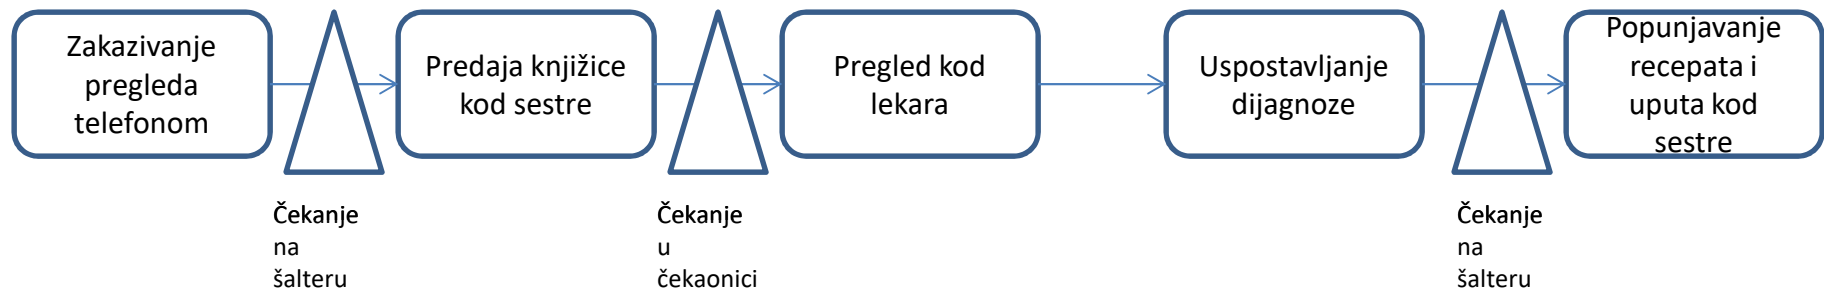 Zakazivanje
pregleda
telefonom
Predaja knjižice
kod sestre
Pregled kod
lekara
Uspostavljanje
dijagnoze
Popunjavanje
recepata i
uputa kod
sestre
Čekanje
na
šalteru
Čekanje
u
čekaonici
Čekanje
na
šalteru